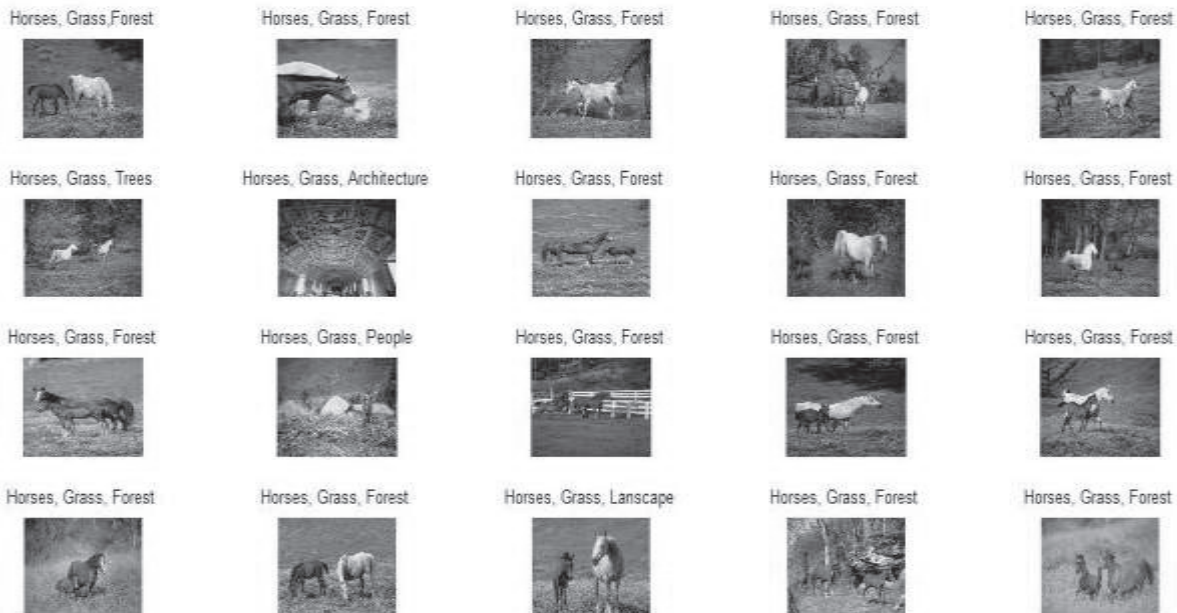 Horses, Grass,Forest
Horses, Grass, Forest
Horses, Grass, Forest
Horses, Grass, Forest
Horses, Grass, Forest
Horses, Grass, Trees
Horses, Grass, Architecture
Horses, Grass, Forest
Horses, Grass, Forest
Horses, Grass, Forest
Horses, Grass, Forest
Horses, Grass, People
Horses, Grass, Forest
Horses, Grass, Forest
Horses, Grass, Forest
Horses, Grass, Forest
Horses, Grass, Forest
Horses, Grass, Lanscape
Horses, Grass, Forest
Horses, Grass, Forest